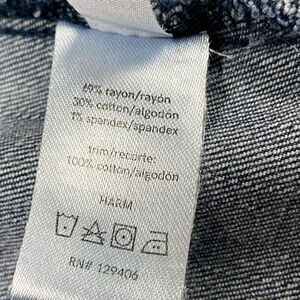 69% rayon/rayón
30% cotton/algodón
1% spandex/spandex
trim/recorte:
100% cotton/algodón
HARM
RN# 129406